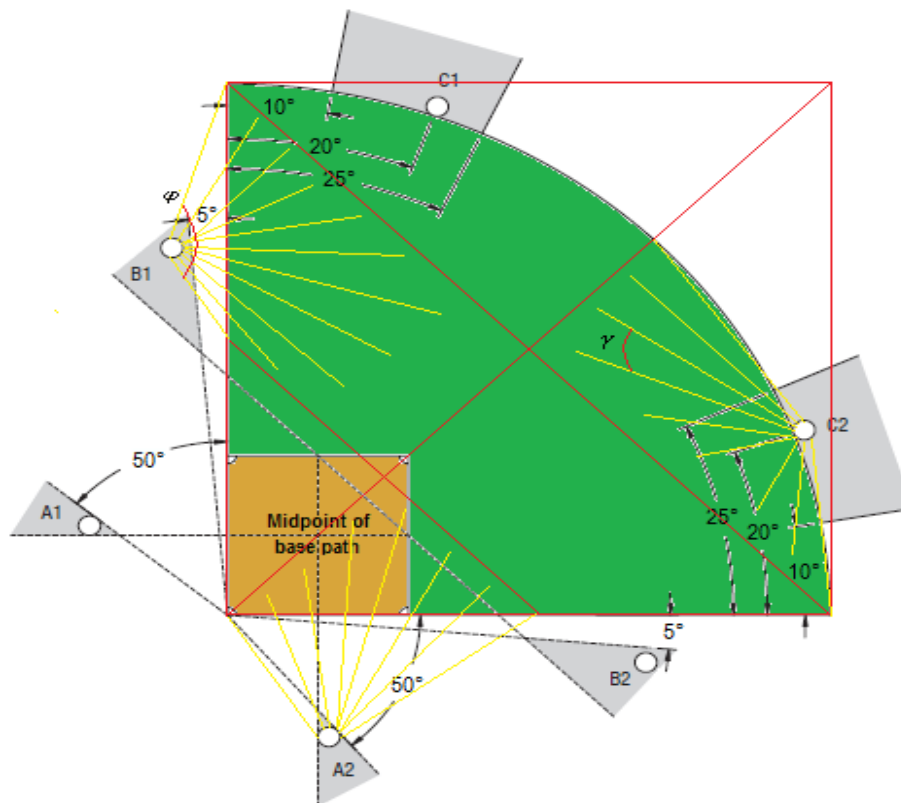 C1
10°
20°
25°
φ
5°
B1
γ
C2
50°
A1
Midpoint of
base path
25°
20°
10°
5°
B2
50°
A2